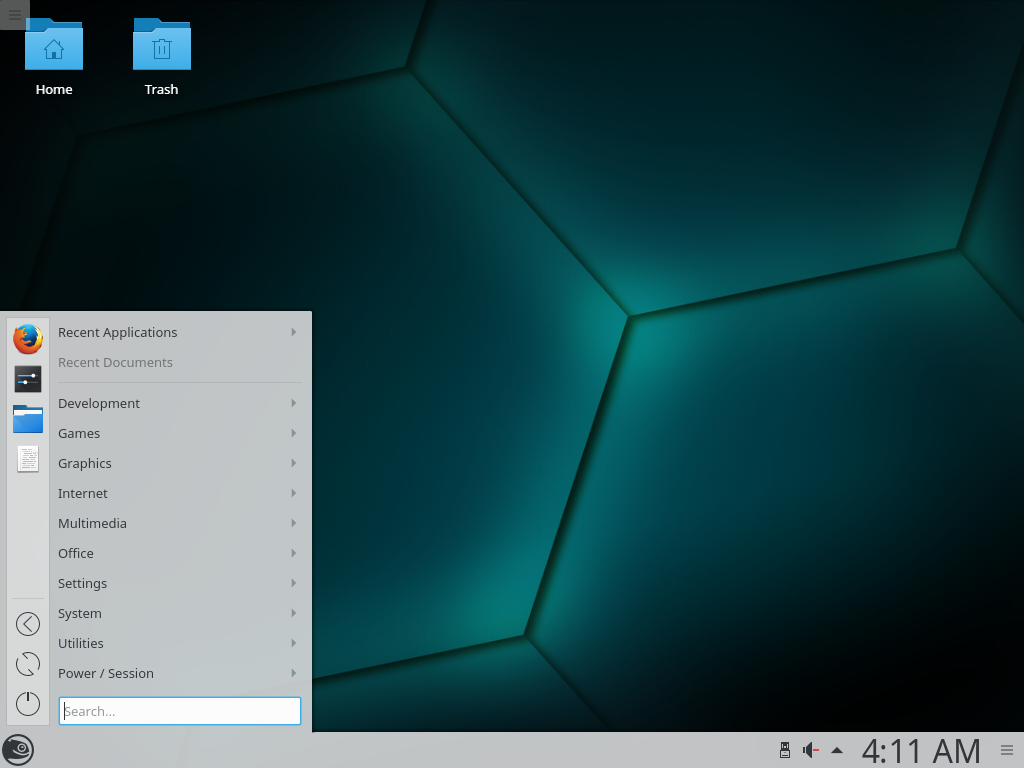 Home
Trash
Recent Applications
Recent Documents
Development
Games
Graphics
Internet
Multimedia
Office
Settings
System
Utilities
Power / Session
Search...
4:11 AM